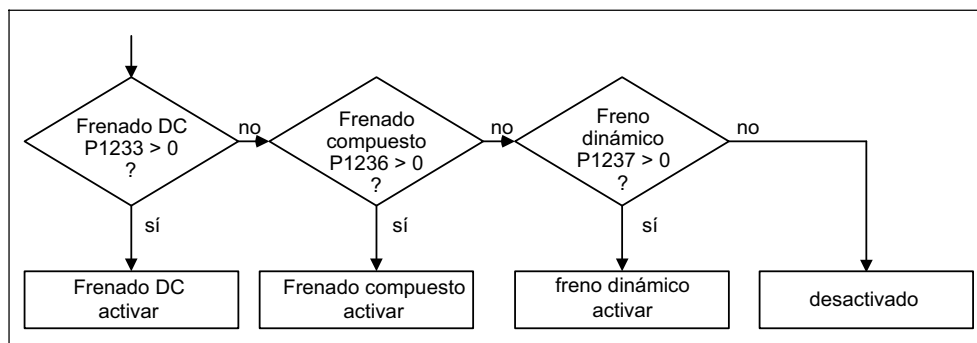 Frenado DC
P1233 > 0
?
no
sí
Frenado DC
activar
Frenado
compuesto
P1236 > 0
?
no
sí
Frenado compuesto
activar
Freno
dinámico
P1237 > 0
?
no
sí
freno dinámico
activar
desactivado